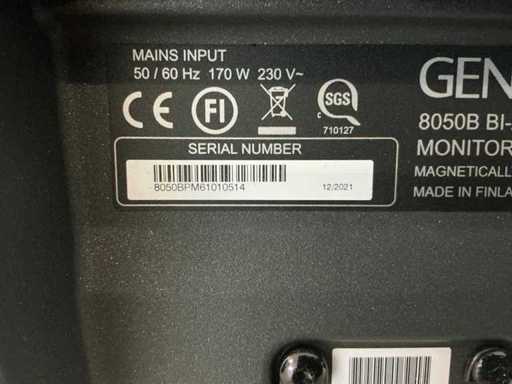 MAINS INPUT
50 / 60 Hz 170 W 230 V~
CE FI SGS
c 710127
SERIAL NUMBER
8050BPM61010514 12/2021
GEN
8050B BI-
MONITOR
MAGNETICALLY
MADE IN FINLA